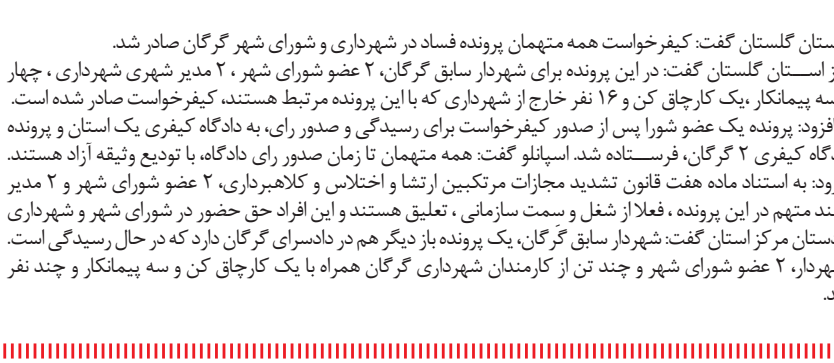 ستان گلستان گفت: کیفرخواست همه متهمان پرونده فساد در شهرداری و شورای شهر گرگان صادر شد.
ز اســـتان گلستان گفت: در این پرونده برای شهردار سابق گرگان، ۲ عضو شورای شهر ، ۲ مدیر شهری شهرداری ، چهار
سه پیمانکار ،یک کارچاق کن و ۱۶ نفر خارج از شهرداری که با این پرونده مرتبط هستند، کیفرخواست صادر شده است.
فزود: پرونده یک عضو شورا پس از صدور کیفرخواست برای رسیدگی و صدور رای، به دادگاه کیفری یک استان و پرونده
دگاه کیفری ۲ گرگان، فرســـتاده شد. اسپانلو گفت: همه متهمان تا زمان صدور رای دادگاه، با تودیع وثیقه آزاد هستند.
ود: به استناد ماده هفت قانون تشدید مجازات مرتکبین ارتشا و اختلاس و کلاهبرداری، ۲ عضو شورای شهر و ۲ مدیر
ند متهم در این پرونده ، فعلا از شغل و سمت سازمانی ، تعلیق هستند و این افراد حق حضور در شورای شهر و شهرداری
دستان مرکز استان گفت: شهردار سابق گَرگان، یک پرونده باز دیگر هم در دادسرای گرگان دارد که در حال رسیدگی است.
هردار، ۲ عضو شورای شهر و چند تن از کارمندان شهرداری گرگان همراه با یک کارچاق کن و سه پیمانکار و چند نفر
د.